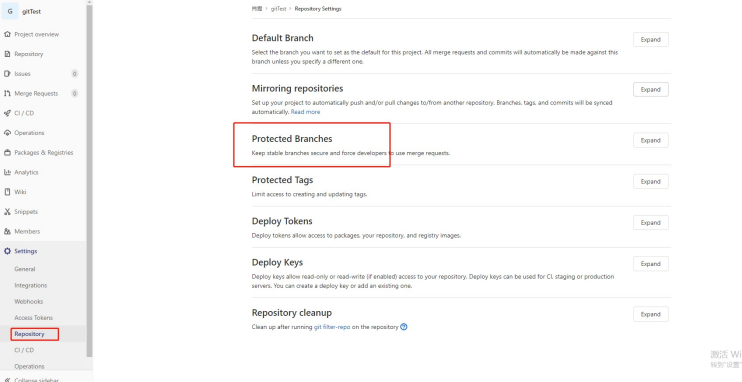 G gitTest
Project overview
Repository
Issues 0
Merge Requests 0
CI / CD
Operations
Packages & Registries
Analytics
Wiki
Snippets
Members
Settings
General
Integrations
Webhooks
Access Tokens
Repository
CI / CD
Operations
Collapse sidebar
> gitTest > Repository Settings
Default Branch
Expand
Select the branch you want to set as the default for this project. All merge requests and commits will automatically be made against this
branch unless you specify a different one.
Mirroring repositories
Expand
Set up your project to automatically push and/or pull changes to/from another repository. Branches, tags, and commits will be synced
automatically. Read more
Protected Branches
Expand
Keep stable branches secure and force developers to use merge requests.
Protected Tags
Expand
Limit access to creating and updating tags.
Deploy Tokens
Expand
Deploy tokens allow access to packages, your repository, and registry images.
Deploy Keys
Expand
Deploy keys allow read-only or read-write (if enabled) access to your repository. Deploy keys can be used for CI, staging or production
servers. You can create a deploy key or add an existing one.
Repository cleanup
Expand
Clean up after running git filter-repo on the repository
激活 Wi
转到"设置"